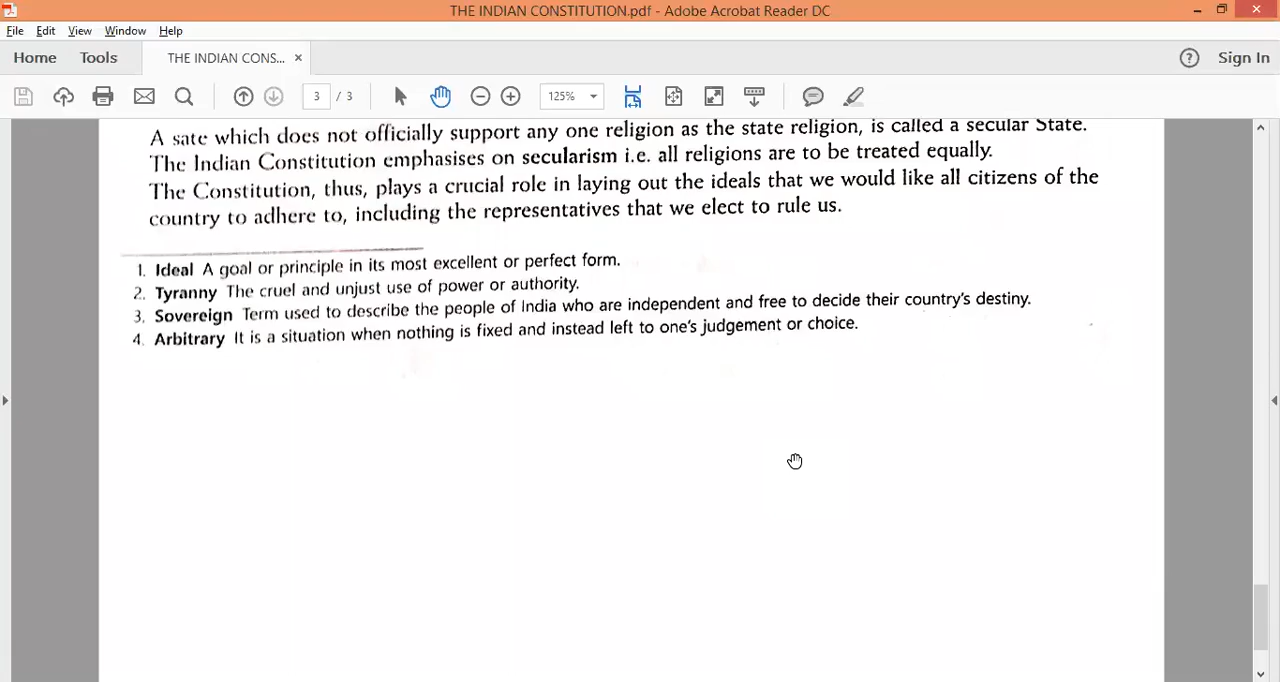 THE INDIAN CONSTITUTION.pdf - Adobe Acrobat Reader DC
File Edit View Window Help
Home Tools THE INDIAN CONS... × ? Sign In
3 / 3 125%
A sate which does not officially support any one religion as the state religion, is called a secular State.
The Indian Constitution emphasises on secularism i.e. all religions are to be treated equally.
The Constitution, thus, plays a crucial role in laying out the ideals that we would like all citizens of the
country to adhere to, including the representatives that we elect to rule us.
1. Ideal A goal or principle in its most excellent or perfect form.
2. Tyranny The cruel and unjust use of power or authority.
3. Sovereign Term used to describe the people of India who are independent and free to decide their country's destiny.
4. Arbitrary It is a situation when nothing is fixed and instead left to one's judgement or choice.